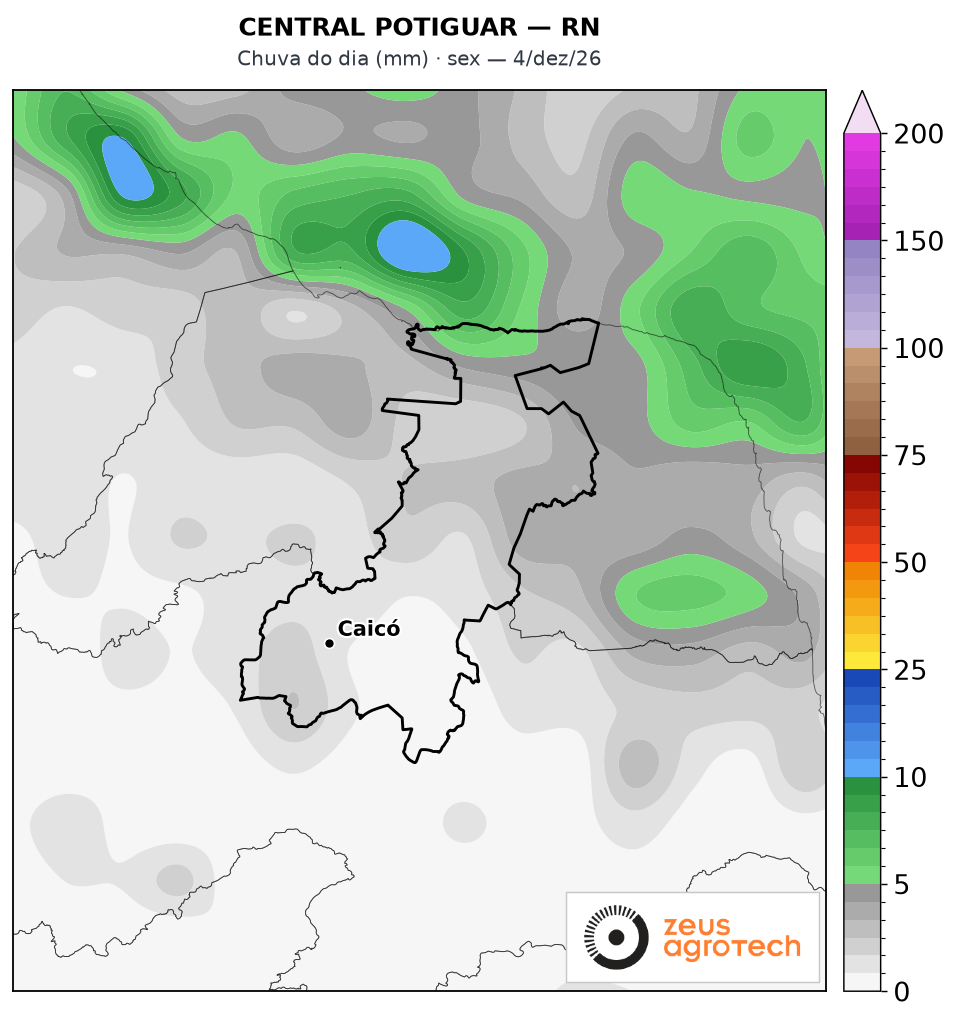 CENTRAL POTIGUAR — RN
Chuva do dia (mm) · sex — 4/dez/26
200
150
100
75
50
25
10
5
0
Caicó
zeus
agrotech